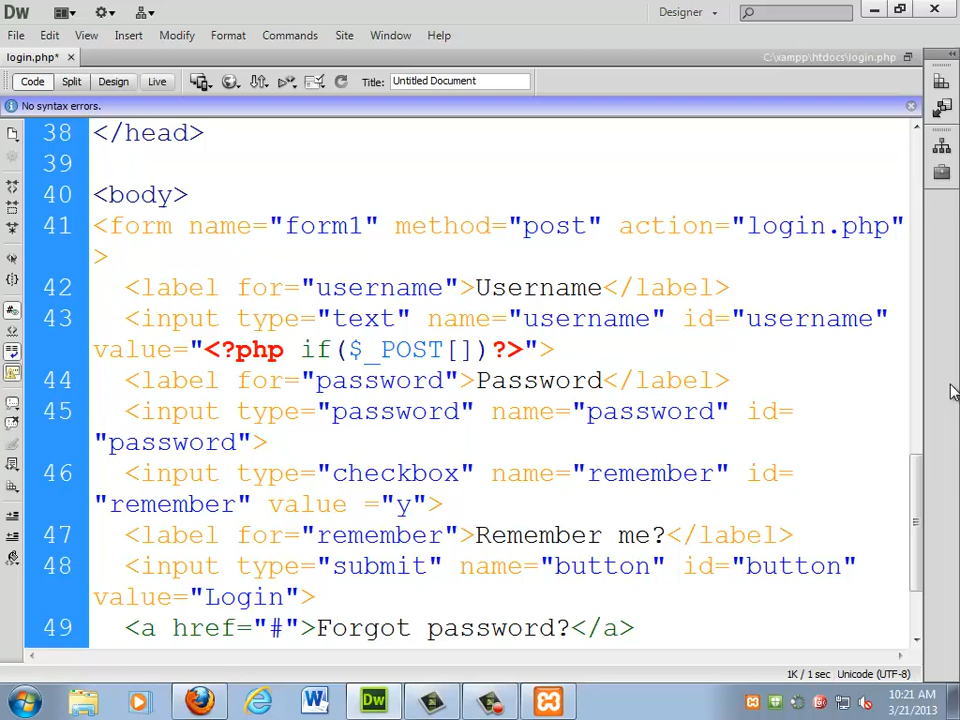 Dw
Designer
File Edit View Insert Modify Format Commands Site Window Help
login.php* ×
C:\xampp\htdocs\login.php
Code Split Design Live Title: Untitled Document
No syntax errors.
38 </head>
39
40 <body>
41 <form name="form1" method="post" action="login.php"
>
42 <label for="username">Username</label>
43 <input type="text" name="username" id="username"
value="<?php if($_POST[])?>">
44 <label for="password">Password</label>
45 <input type="password" name="password" id=
"password">
46 <input type="checkbox" name="remember" id=
"remember" value ="y">
47 <label for="remember">Remember me?</label>
48 <input type="submit" name="button" id="button"
value="Login">
49 <a href="#">Forgot password?</a>
1K / 1 sec Unicode (UTF-8)
W Dw
10:21 AM
3/21/2013